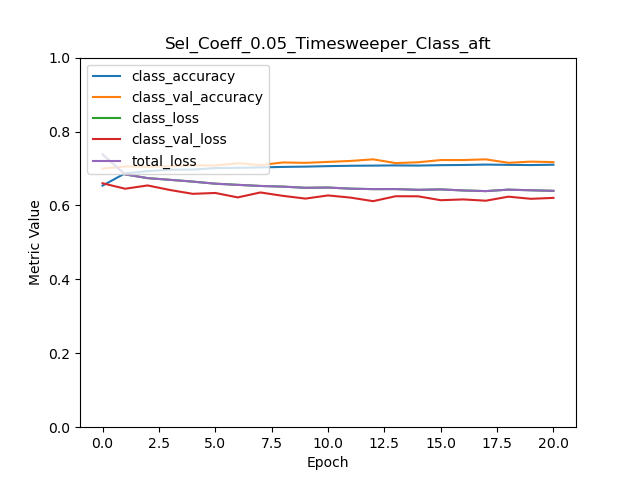 Sel_Coeff_0.05_Timesweeper_Class_aft
class_accuracy
class_val_accuracy
class_loss
class_val_loss
total_loss
1.0
0.8
0.6
0.4
0.2
0.0
Metric Value
0.0 2.5 5.0 7.5 10.0 12.5 15.0 17.5 20.0
Epoch